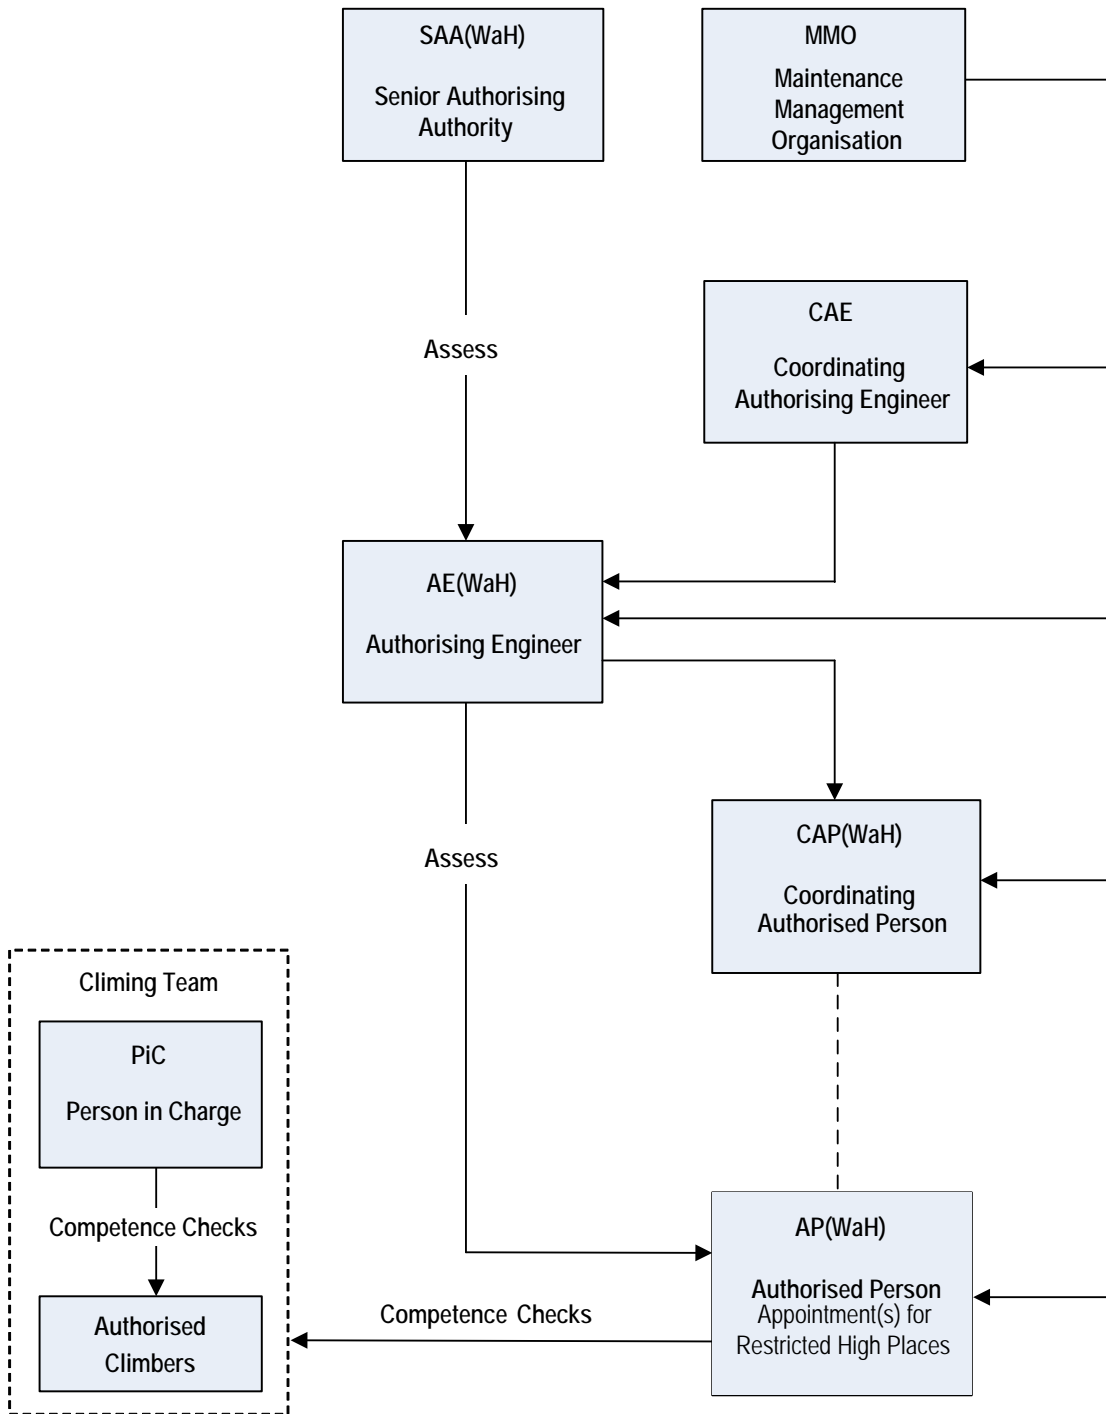 SAA(WaH)
Senior Authorising
Authority
MMO
Maintenance
Management
Organisation
CAE
Coordinating
Authorising Engineer
Assess
AE(WaH)
Authorising Engineer
CAP(WaH)
Coordinating
Authorised Person
Assess
Climing Team
PiC
Person in Charge
Competence Checks
Authorised
Climbers
Competence Checks
AP(WaH)
Authorised Person
Appointment(s) for
Restricted High Places